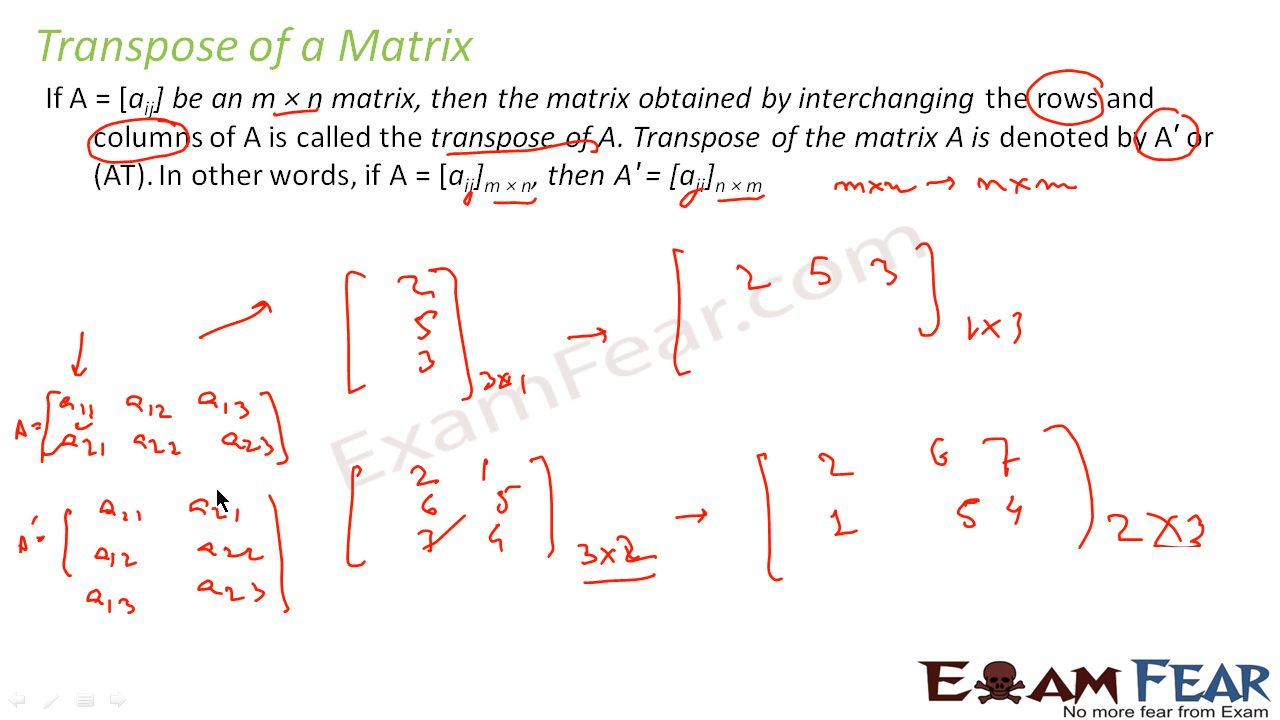 Transpose of a Matrix
If A = [aij] be an m × n matrix, then the matrix obtained by interchanging the rows and
columns of A is called the transpose of A. Transpose of the matrix A is denoted by A′ or
(AT). In other words, if A = [aij]m × n, then A′ = [aji]n × m
m×n → n×m
[ 2
5
3 ] 3×1
→ [ 2 5 3 ] 1×3
A = [ a11 a12 a13
a21 a22 a23 ]
A′ = [ a21 a21
a12 a22
a13 a23 ]
[ 2 1
6 5
7 4 ] 3×2
→ [ 2 6 7
1 5 4 ] 2×3
ExamFear.com
EXAM FEAR
No more fear from Exam